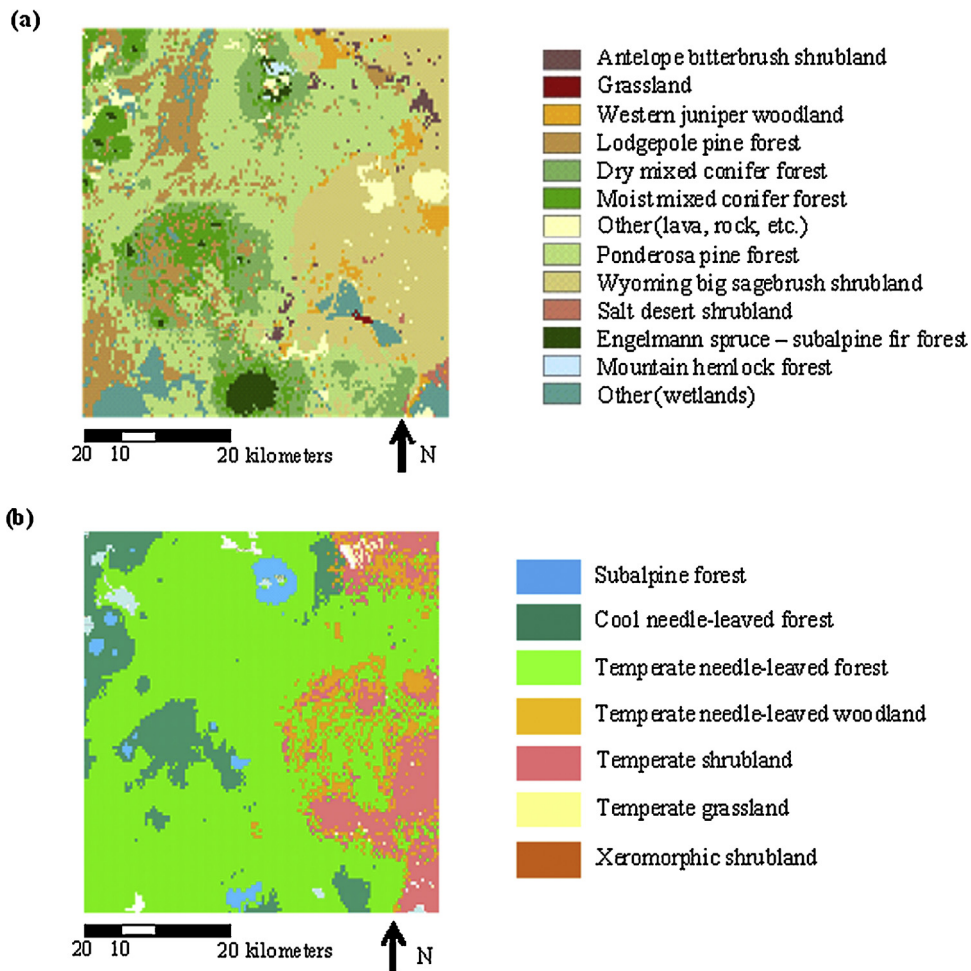 (a)
Antelope bitterbrush shrubland
Grassland
Western juniper woodland
Lodgepole pine forest
Dry mixed conifer forest
Moist mixed conifer forest
Other (lava, rock, etc.)
Ponderosa pine forest
Wyoming big sagebrush shrubland
Salt desert shrubland
Engelmann spruce – subalpine fir forest
Mountain hemlock forest
Other (wetlands)
20 10 20 kilometers N
(b)
Subalpine forest
Cool needle-leaved forest
Temperate needle-leaved forest
Temperate needle-leaved woodland
Temperate shrubland
Temperate grassland
Xeromorphic shrubland
20 10 20 kilometers N